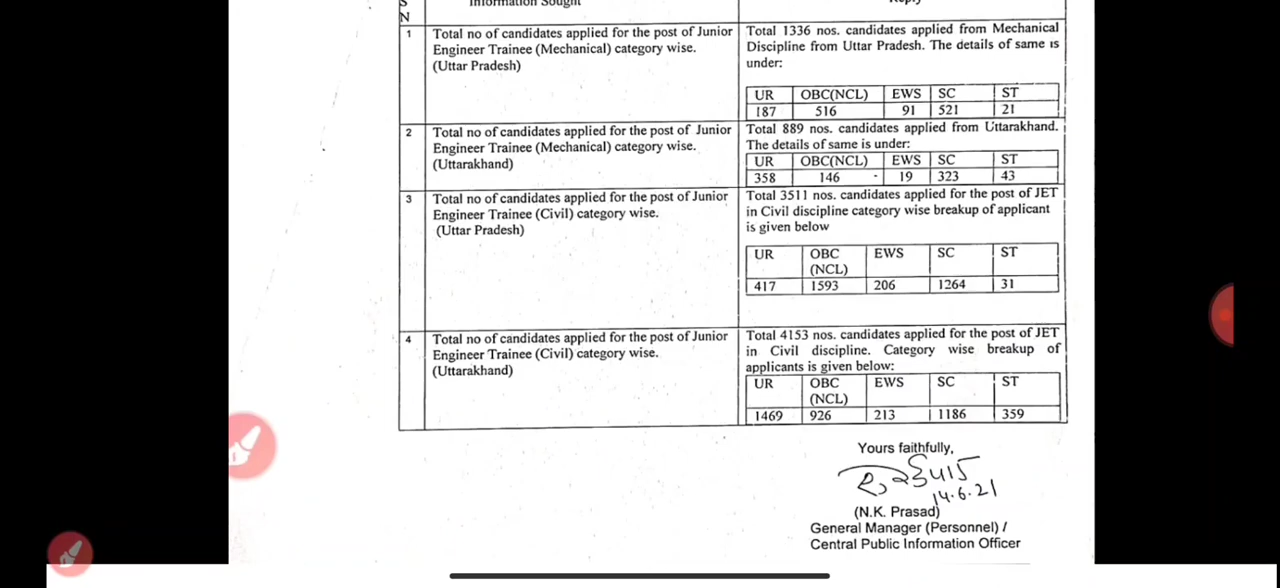 S
N
Information Sought
Reply
1
Total no of candidates applied for the post of Junior
Engineer Trainee (Mechanical) category wise.
(Uttar Pradesh)
Total 1336 nos. candidates applied from Mechanical
Discipline from Uttar Pradesh. The details of same is
under:
UR OBC(NCL) EWS SC ST
187 516 91 521 21
2
Total no of candidates applied for the post of Junior
Engineer Trainee (Mechanical) category wise.
(Uttarakhand)
Total 889 nos. candidates applied from Uttarakhand.
The details of same is under:
UR OBC(NCL) EWS SC ST
358 146 19 323 43
3
Total no of candidates applied for the post of Junior
Engineer Trainee (Civil) category wise.
(Uttar Pradesh)
Total 3511 nos. candidates applied for the post of JET
in Civil discipline category wise breakup of applicant
is given below
UR OBC EWS SC ST
(NCL)
417 1593 206 1264 31
4
Total no of candidates applied for the post of Junior
Engineer Trainee (Civil) category wise.
(Uttarakhand)
Total 4153 nos. candidates applied for the post of JET
in Civil discipline. Category wise breakup of
applicants is given below:
UR OBC EWS SC ST
(NCL)
1469 926 213 1186 359
Yours faithfully,
14.6.21
(N.K. Prasad)
General Manager (Personnel) /
Central Public Information Officer